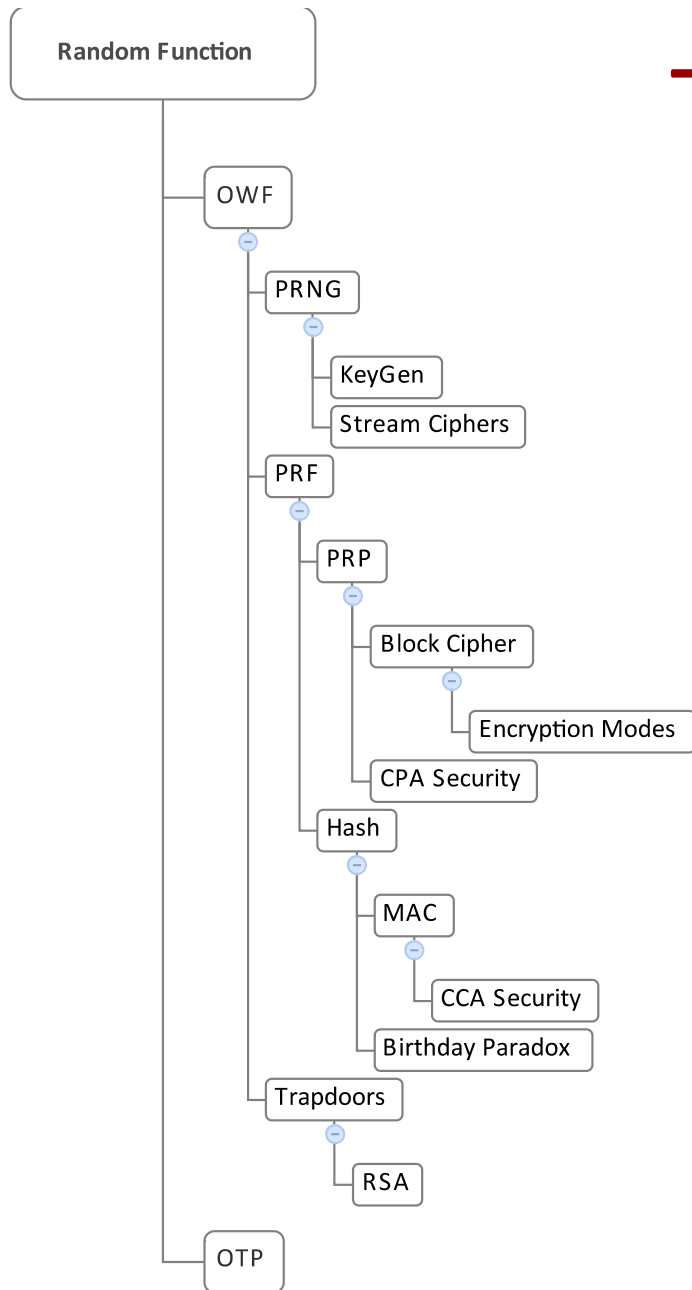 Random Function
OWF
PRNG
KeyGen
Stream Ciphers
PRF
PRP
Block Cipher
Encryption Modes
CPA Security
Hash
MAC
CCA Security
Birthday Paradox
Trapdoors
RSA
OTP